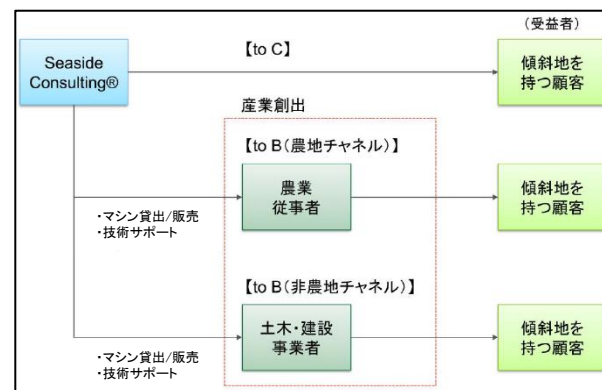 (受益者)
Seaside
Consulting®
【to C】
傾斜地を
持つ顧客
産業創出
【to B(農地チャネル)】
農業
従事者
傾斜地を
持つ顧客
・マシン貸出/販売
・技術サポート
【to B(非農地チャネル)】
土木・建設
事業者
傾斜地を
持つ顧客
・マシン貸出/販売
・技術サポート